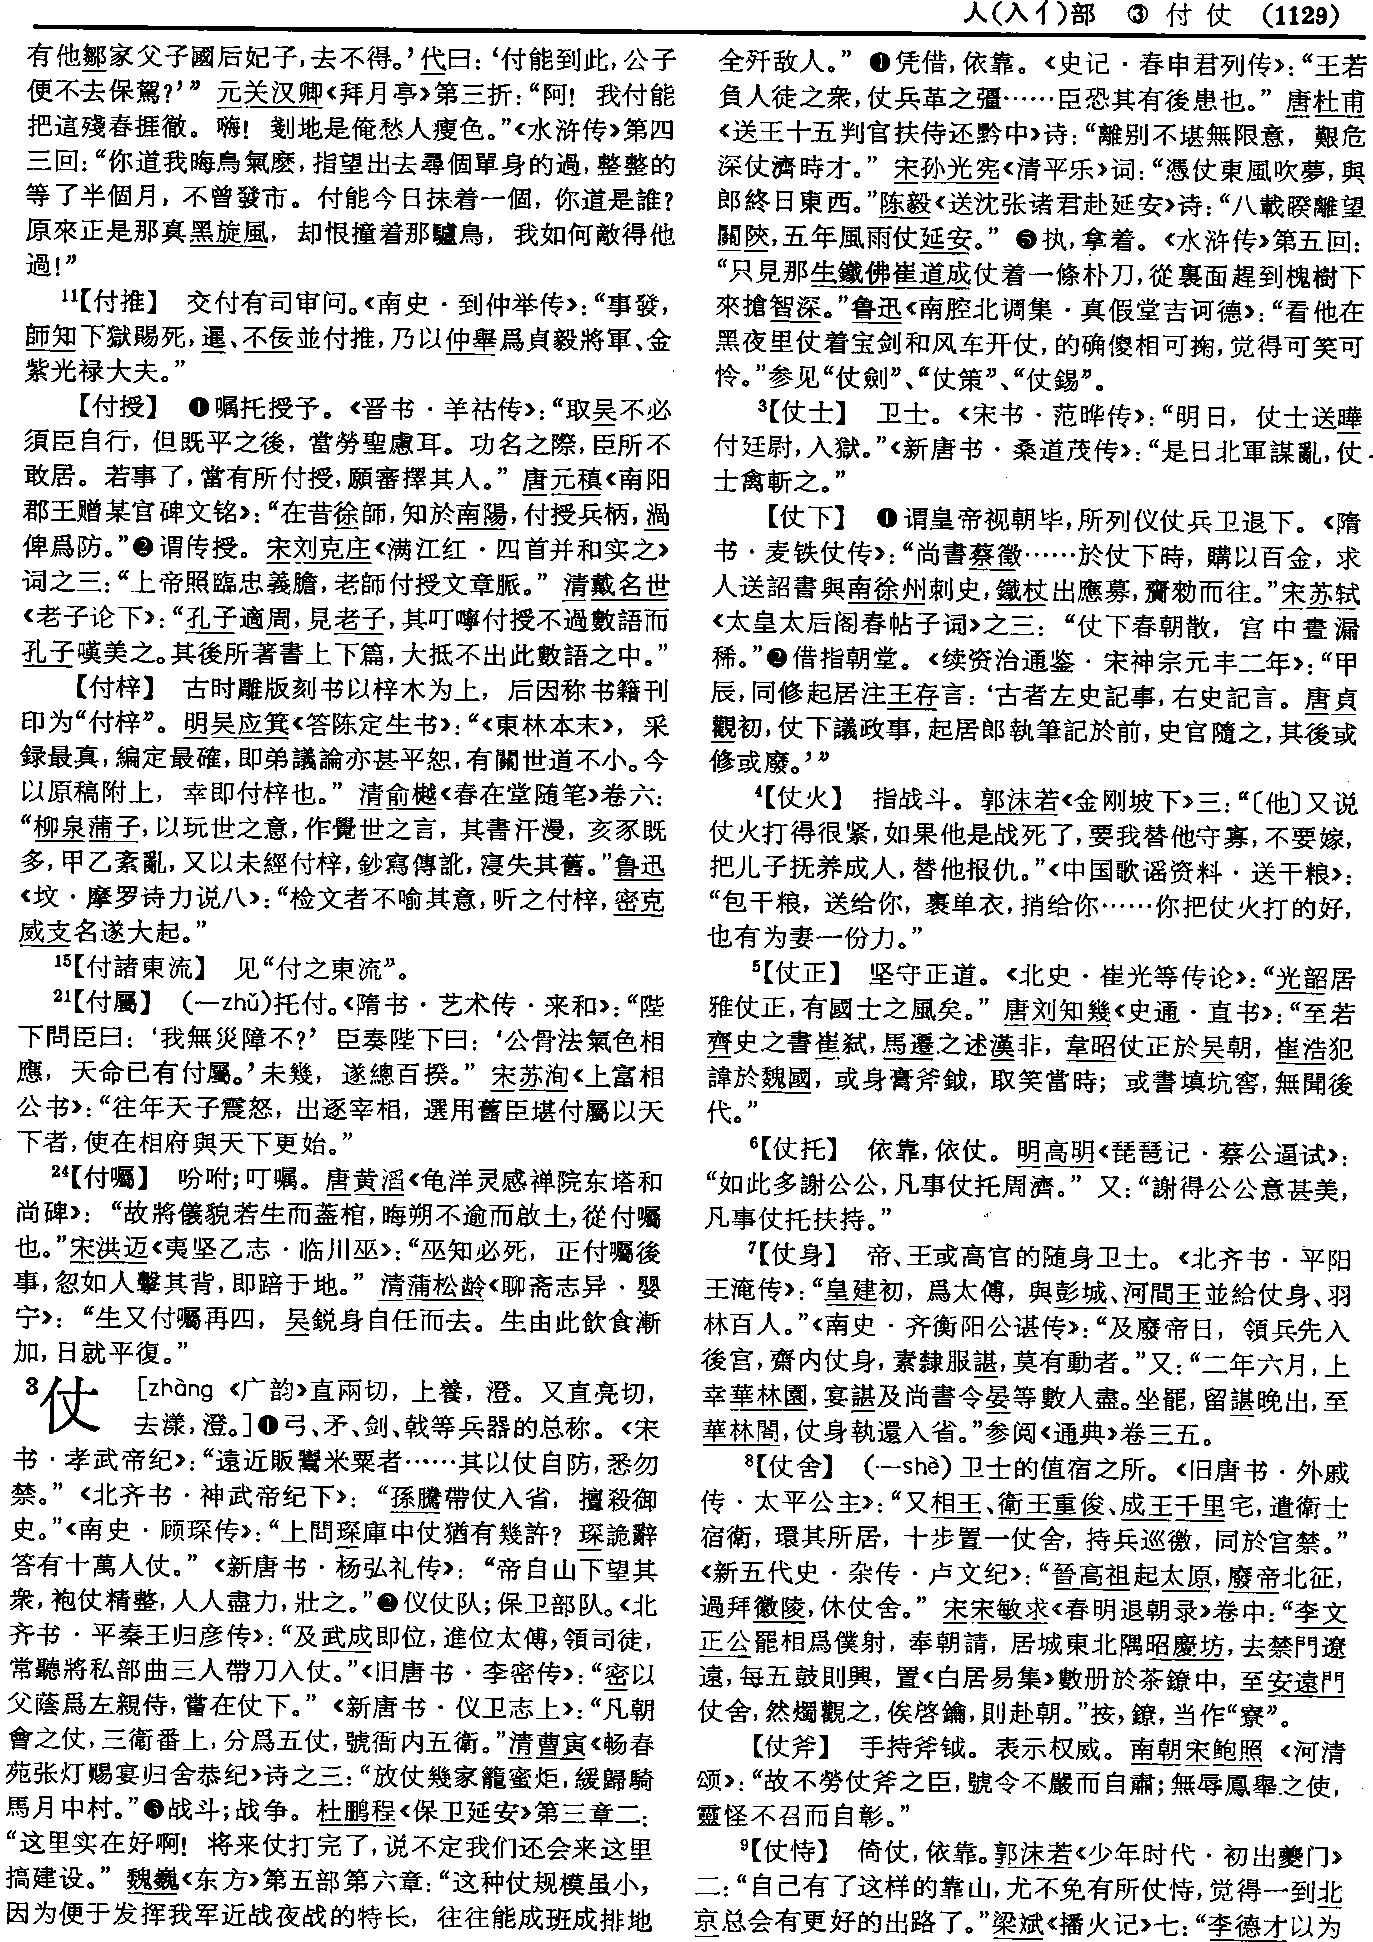 人(入亻)部 ③ 付 仗 (1129)
有他鄒家父子國后妃子，去不得。’代曰：‘付能到此，公子
便不去保駕？’” 元关汉卿《拜月亭》第三折：“阿！我付能
把這殘春捱徹。嗨！剗地是俺愁人瘦色。”《水浒传》第四
三回：“你道我晦鳥氣麽，指望出去尋個單身的過，整整的
等了半個月，不曾發市。付能今日抹着一個，你道是誰？
原來正是那真黑旋風，却恨撞着那驢鳥，我如何敵得他
過！”
¹¹【付推】 交付有司审问。《南史·到仲举传》：“事發，
師知下獄賜死，暹、不佞並付推，乃以仲舉爲貞毅將軍、金
紫光禄大夫。”
【付授】 ❶嘱托授予。《晋书·羊祜传》：“取吴不必
須臣自行，但既平之後，當勞聖慮耳。功名之際，臣所不
敢居。若事了，當有所付授，願審擇其人。” 唐元稹《南阳
郡王赠某官碑文铭》：“在昔徐師，知於南陽，付授兵柄，渦
俾爲防。”❷谓传授。宋刘克庄《满江红·四首并和实之》
词之三：“上帝照臨忠義膽，老師付授文章脈。” 清戴名世
《老子论下》：“孔子適周，見老子，其叮嚀付授不過數語而
孔子嘆美之。其後所著書上下篇，大抵不出此數語之中。”
【付梓】 古时雕版刻书以梓木为上，后因称书籍刊
印为“付梓”。明吴应箕《答陈定生书》：“《東林本末》，采
録最真，編定最確，即弟議論亦甚平恕，有關世道不小。今
以原稿附上，幸即付梓也。” 清俞樾《春在堂随笔》卷六：
“柳泉蒲子，以玩世之意，作覺世之言，其書汗漫，亥豕既
多，甲乙紊亂，又以未經付梓，鈔寫傳訛，寖失其舊。”鲁迅
《坟·摩罗诗力说八》：“检文者不喻其意，听之付梓，密克
威支名遂大起。”
¹⁵【付諸東流】 见“付之東流”。
²¹【付屬】 (—zhǔ)托付。《隋书·艺术传·来和》：“陛
下問臣曰：‘我無災障不？’ 臣奏陛下曰：‘公骨法氣色相
應，天命已有付屬。’未幾，遂總百揆。” 宋苏洵《上富相
公书》：“往年天子震怒，出逐宰相，選用舊臣堪付屬以天
下者，使在相府與天下更始。”
²⁴【付囑】 吩咐；叮嘱。唐黄滔《龟洋灵感禅院东塔和
尚碑》：“故將儀貌若生而蓋棺，晦朔不逾而啟土，從付囑
也。”宋洪迈《夷坚乙志·临川巫》：“巫知必死，正付囑後
事，忽如人擊其背，即踣于地。” 清蒲松龄《聊斋志异·婴
宁》：“生又付囑再四，吴鋭身自任而去。生由此飲食漸
加，日就平復。”
³仗 [zhàng 《广韵》直兩切，上養，澄。又直亮切，
去漾，澄。]❶弓、矛、剑、戟等兵器的总称。《宋
书·孝武帝纪》：“遠近販鬻米粟者……其以仗自防，悉勿
禁。”《北齐书·神武帝纪下》：“孫騰帶仗入省，擅殺御
史。”《南史·顾琛传》：“上問琛庫中仗猶有幾許？琛詭辭
答有十萬人仗。”《新唐书·杨弘礼传》：“帝自山下望其
衆，袍仗精整，人人盡力，壯之。”❷仪仗队；保卫部队。《北
齐书·平秦王归彦传》：“及武成即位，進位太傅，領司徒，
常聽將私部曲三人帶刀入仗。”《旧唐书·李密传》：“密以
父蔭爲左親侍，嘗在仗下。”《新唐书·仪卫志上》：“凡朝
會之仗，三衛番上，分爲五仗，號衙内五衛。”清曹寅《畅春
苑张灯赐宴归舍恭纪》诗之三：“放仗幾家籠蜜炬，緩歸騎
馬月中村。”❸战斗；战争。杜鹏程《保卫延安》第三章二：
“这里实在好啊！将来仗打完了，说不定我们还会来这里
搞建设。” 魏巍《东方》第五部第六章：“这种仗规模虽小，
因为便于发挥我军近战夜战的特长，往往能成班成排地
全歼敌人。” ❹凭借，依靠。《史记·春申君列传》：“王若
負人徒之衆，仗兵革之彊……臣恐其有後患也。” 唐杜甫
《送王十五判官扶侍还黔中》诗：“離别不堪無限意，艱危
深仗濟時才。” 宋孙光宪《清平乐》词：“憑仗東風吹夢，與
郎終日東西。”陈毅《送沈张诸君赴延安》诗：“八載暌離望
關陝，五年風雨仗延安。” ❺执，拿着。《水浒传》第五回：
“只見那生鐵佛崔道成仗着一條朴刀，從裏面趕到槐樹下
來搶智深。”鲁迅《南腔北调集·真假堂吉诃德》：“看他在
黑夜里仗着宝剑和风车开仗，的确傻相可掬，觉得可笑可
怜。”参见“仗劍”、“仗策”、“仗錫”。
³【仗士】 卫士。《宋书·范晔传》：“明日，仗士送曄
付廷尉，入獄。”《新唐书·桑道茂传》：“是日北軍謀亂，仗
士禽斬之。”
【仗下】 ❶谓皇帝视朝毕，所列仪仗兵卫退下。《隋
书·麦铁仗传》：“尚書蔡徵……於仗下時，購以百金，求
人送詔書與南徐州刺史，鐵杖出應募，齎勑而往。”宋苏轼
《太皇太后阁春帖子词》之三：“仗下春朝散，宫中晝漏
稀。”❷借指朝堂。《续资治通鉴·宋神宗元丰二年》：“甲
辰，同修起居注王存言：‘古者左史記事，右史記言。唐貞
觀初，仗下議政事，起居郎執筆記於前，史官隨之，其後或
修或廢。’”
⁴【仗火】 指战斗。郭沫若《金刚坡下》三：“〔他〕又说
仗火打得很紧，如果他是战死了，要我替他守寡，不要嫁，
把儿子抚养成人，替他报仇。”《中国歌谣资料·送干粮》：
“包干粮，送给你，裹单衣，捎给你……你把仗火打的好，
也有为妻一份力。”
⁵【仗正】 坚守正道。《北史·崔光等传论》：“光韶居
雅仗正，有國士之風矣。” 唐刘知幾《史通·直书》：“至若
齊史之書崔弑，馬遷之述漢非，韋昭仗正於吴朝，崔浩犯
諱於魏國，或身膏斧鉞，取笑當時；或書填坑窖，無聞後
代。”
⁶【仗托】 依靠，依仗。明高明《琵琶记·蔡公逼试》：
“如此多謝公公，凡事仗托周濟。” 又：“謝得公公意甚美，
凡事仗托扶持。”
⁷【仗身】 帝、王或高官的随身卫士。《北齐书·平阳
王淹传》：“皇建初，爲太傅，與彭城、河間王並給仗身、羽
林百人。”《南史·齐衡阳公谌传》：“及廢帝日，領兵先入
後宫，齋内仗身，素隸服諶，莫有動者。”又：“二年六月，上
幸華林園，宴諶及尚書令晏等數人盡。坐罷，留諶晚出，至
華林閤，仗身執還入省。”参阅《通典》卷三五。
⁸【仗舍】 (—shè)卫士的值宿之所。《旧唐书·外戚
传·太平公主》：“又相王、衛王重俊、成王千里宅，遣衛士
宿衛，環其所居，十步置一仗舍，持兵巡徼，同於宫禁。”
《新五代史·杂传·卢文纪》：“晉高祖起太原，廢帝北征，
過拜徽陵，休仗舍。” 宋宋敏求《春明退朝录》卷中：“李文
正公罷相爲僕射，奉朝請，居城東北隅昭慶坊，去禁門遼
遠，每五鼓則興，置《白居易集》數册於茶鐐中，至安遠門
仗舍，然燭觀之，俟啓鑰，則赴朝。”按，鐐，当作“寮”。
【仗斧】 手持斧钺。表示权威。南朝宋鲍照《河清
颂》：“故不勞仗斧之臣，號令不嚴而自肅；無辱鳳舉之使，
靈怪不召而自彰。”
⁹【仗恃】 倚仗，依靠。郭沫若《少年时代·初出夔门》
二：“自己有了这样的靠山，尤不免有所仗恃，觉得一到北
京总会有更好的出路了。”梁斌《播火记》七：“李德才以为